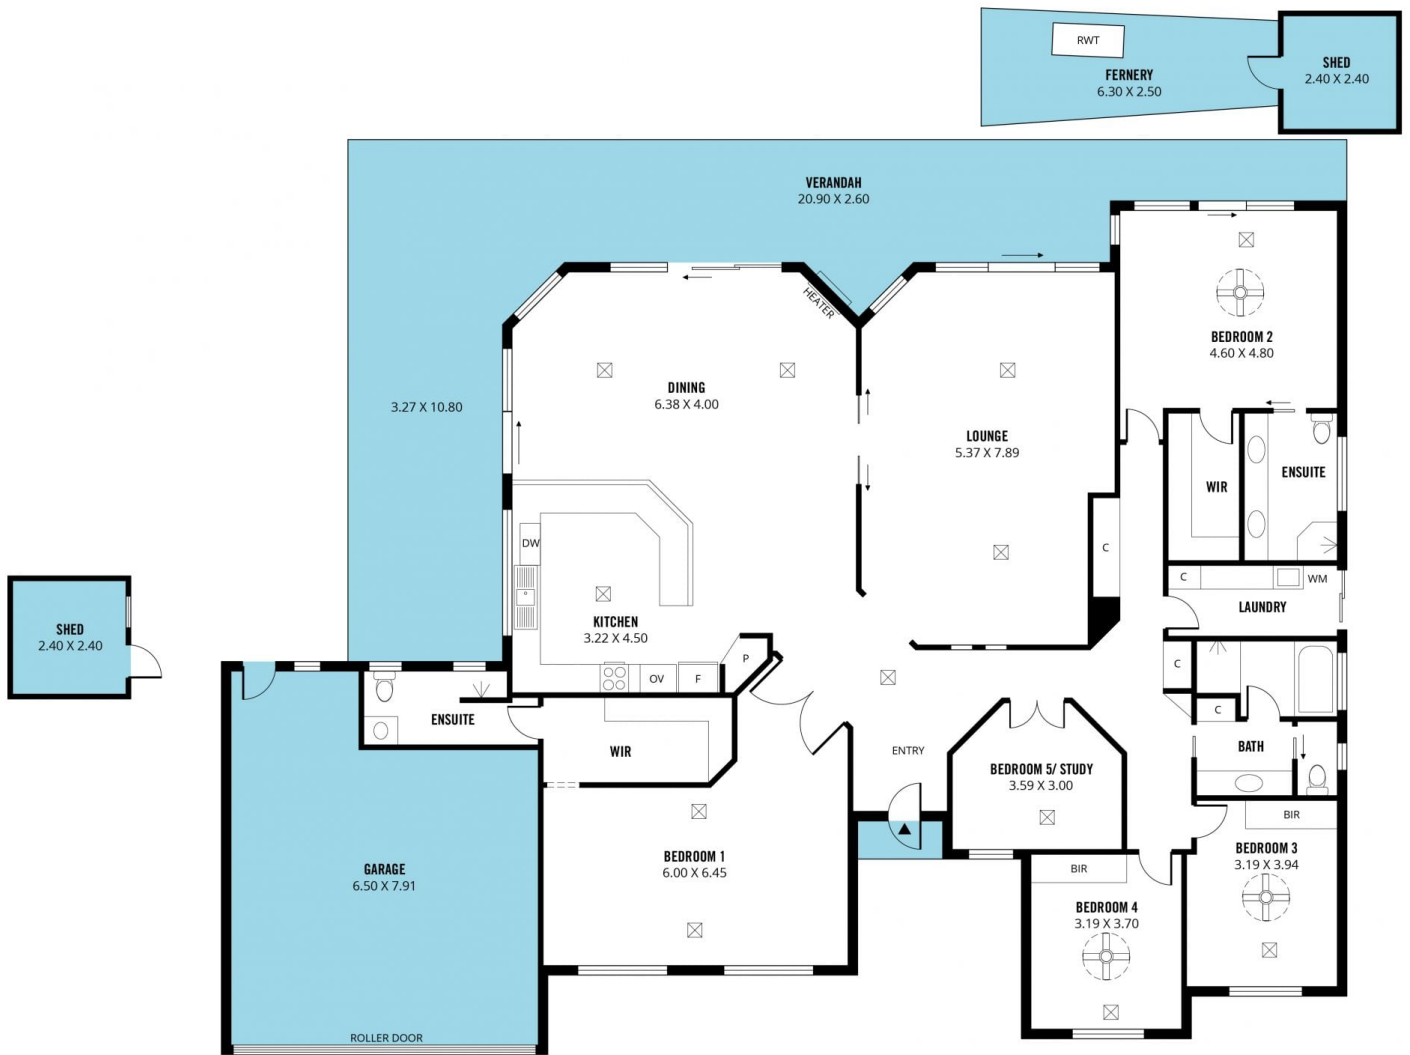 RWT
FERNERY
6.30 X 2.50
SHED
2.40 X 2.40
VERANDAH
20.90 X 2.60
HEATER
BEDROOM 2
4.60 X 4.80
DINING
6.38 X 4.00
3.27 X 10.80
LOUNGE
5.37 X 7.89
WIR
ENSUITE
DW
C
C
WM
LAUNDRY
KITCHEN
3.22 X 4.50
SHED
2.40 X 2.40
P
OV
F
C
C
ENSUITE
WIR
ENTRY
BATH
BEDROOM 5/ STUDY
3.59 X 3.00
BIR
BEDROOM 3
3.19 X 3.94
GARAGE
6.50 X 7.91
BEDROOM 1
6.00 X 6.45
BIR
BEDROOM 4
3.19 X 3.70
ROLLER DOOR